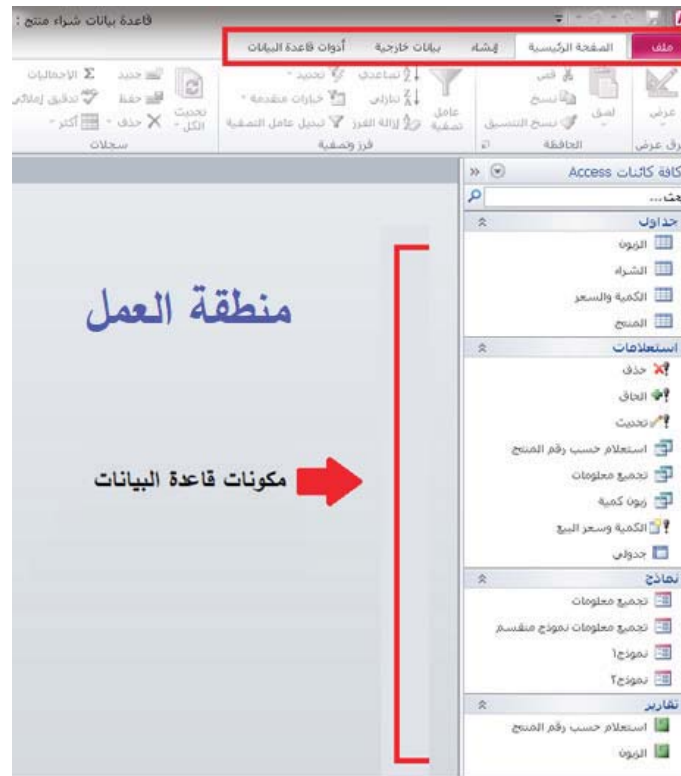 قاعدة بيانات شراء منتج :
ملف الصفحة الرئيسية إنشاء بيانات خارجية أدوات قاعدة البيانات
عرض
لصق
قص
نسخ
نسخ التنسيق
الحافظة
عامل تصفية
تصاعدي
تنازلي
إزالة الفرز
تحديد
خيارات متقدمة
تبديل عامل التصفية
فرز وتصفية
تحديث الكل
جديد
حفظ
حذف
الإجماليات
تدقيق إملائي
أكثر
سجلات
كافة كائنات Access
جداول
الزبون
الشراء
الكمية والسعر
المنتج
استعلامات
حذف
الحاق
تحديث
استعلام حسب رقم المنتج
تجميع معلومات
زبون كمية
الكمية وسعر البيع
جدولي
نماذج
تجميع معلومات
تجميع معلومات نموذج منقسم
نموذج١
نموذج٢
تقارير
استعلام حسب رقم المنتج
الزبون
منطقة العمل
مكونات قاعدة البيانات